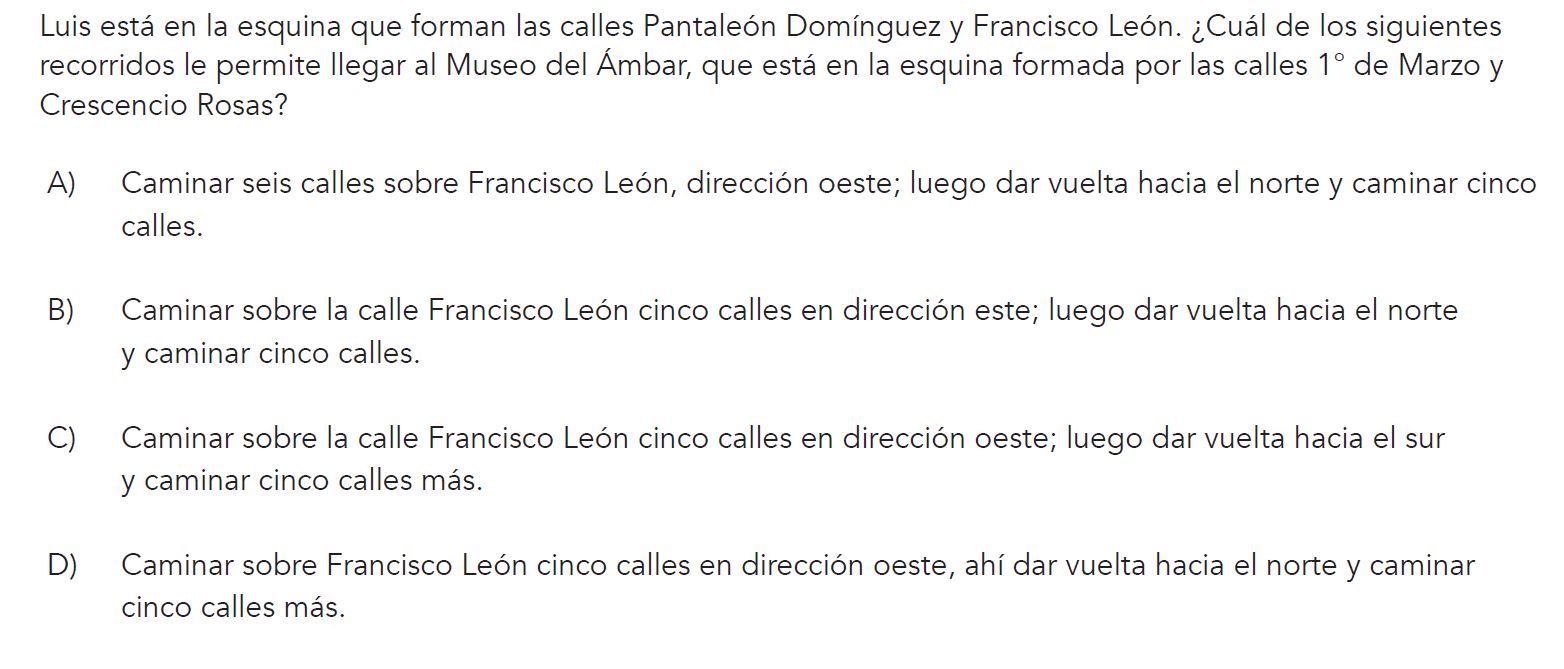 Luis está en la esquina que forman las calles Pantaleón Domínguez y Francisco León. ¿Cuál de los siguientes
recorridos le permite llegar al Museo del Ámbar, que está en la esquina formada por las calles 1° de Marzo y
Crescencio Rosas?
A) Caminar seis calles sobre Francisco León, dirección oeste; luego dar vuelta hacia el norte y caminar cinco
calles.
B) Caminar sobre la calle Francisco León cinco calles en dirección este; luego dar vuelta hacia el norte
y caminar cinco calles.
C) Caminar sobre la calle Francisco León cinco calles en dirección oeste; luego dar vuelta hacia el sur
y caminar cinco calles más.
D) Caminar sobre Francisco León cinco calles en dirección oeste, ahí dar vuelta hacia el norte y caminar
cinco calles más.